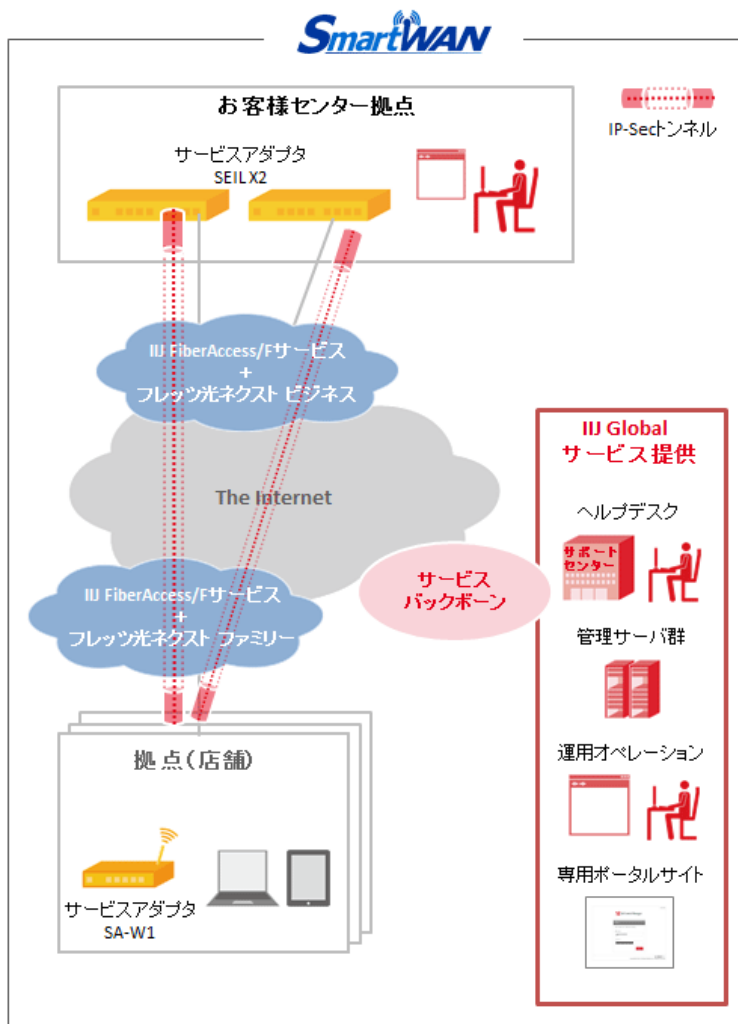 SmartWAN
お客様センター拠点
サービスアダプタ
SEIL X2
IP-Secトンネル
IIJ FiberAccess/Fサービス
+
フレッツ光ネクスト ビジネス
The Internet
IIJ FiberAccess/Fサービス
+
フレッツ光ネクスト ファミリー
サービス
バックボーン
拠点(店舗)
サービスアダプタ
SA-W1
IIJ Global
サービス提供
ヘルプデスク
サポート
センター
管理サーバ群
運用オペレーション
専用ポータルサイト